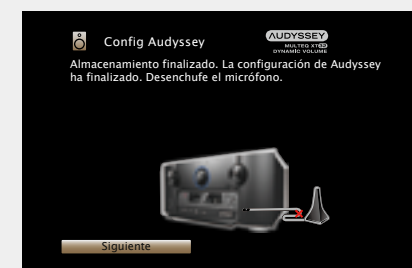 Config Audyssey
AUDYSSEY
MULTEQ XT32
DYNAMIC VOLUME
Almacenamiento finalizado. La configuración de Audyssey
ha finalizado. Desenchufe el micrófono.
Siguiente